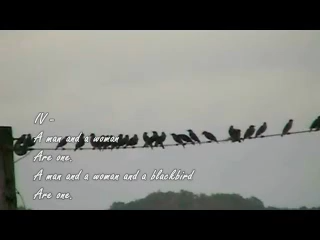 IV -
A man and a woman
Are one.
A man and a woman and a blackbird
Are one.